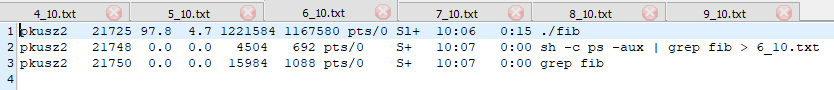 4_10.txt 5_10.txt 6_10.txt 7_10.txt 8_10.txt 9_10.txt
1 pkusz2 21725 97.8 4.7 1221584 1167580 pts/0 Sl+ 10:06 0:15 ./fib
2 pkusz2 21748 0.0 0.0 4504 692 pts/0 S+ 10:07 0:00 sh -c ps -aux | grep fib > 6_10.txt
3 pkusz2 21750 0.0 0.0 15984 1088 pts/0 S+ 10:07 0:00 grep fib
4